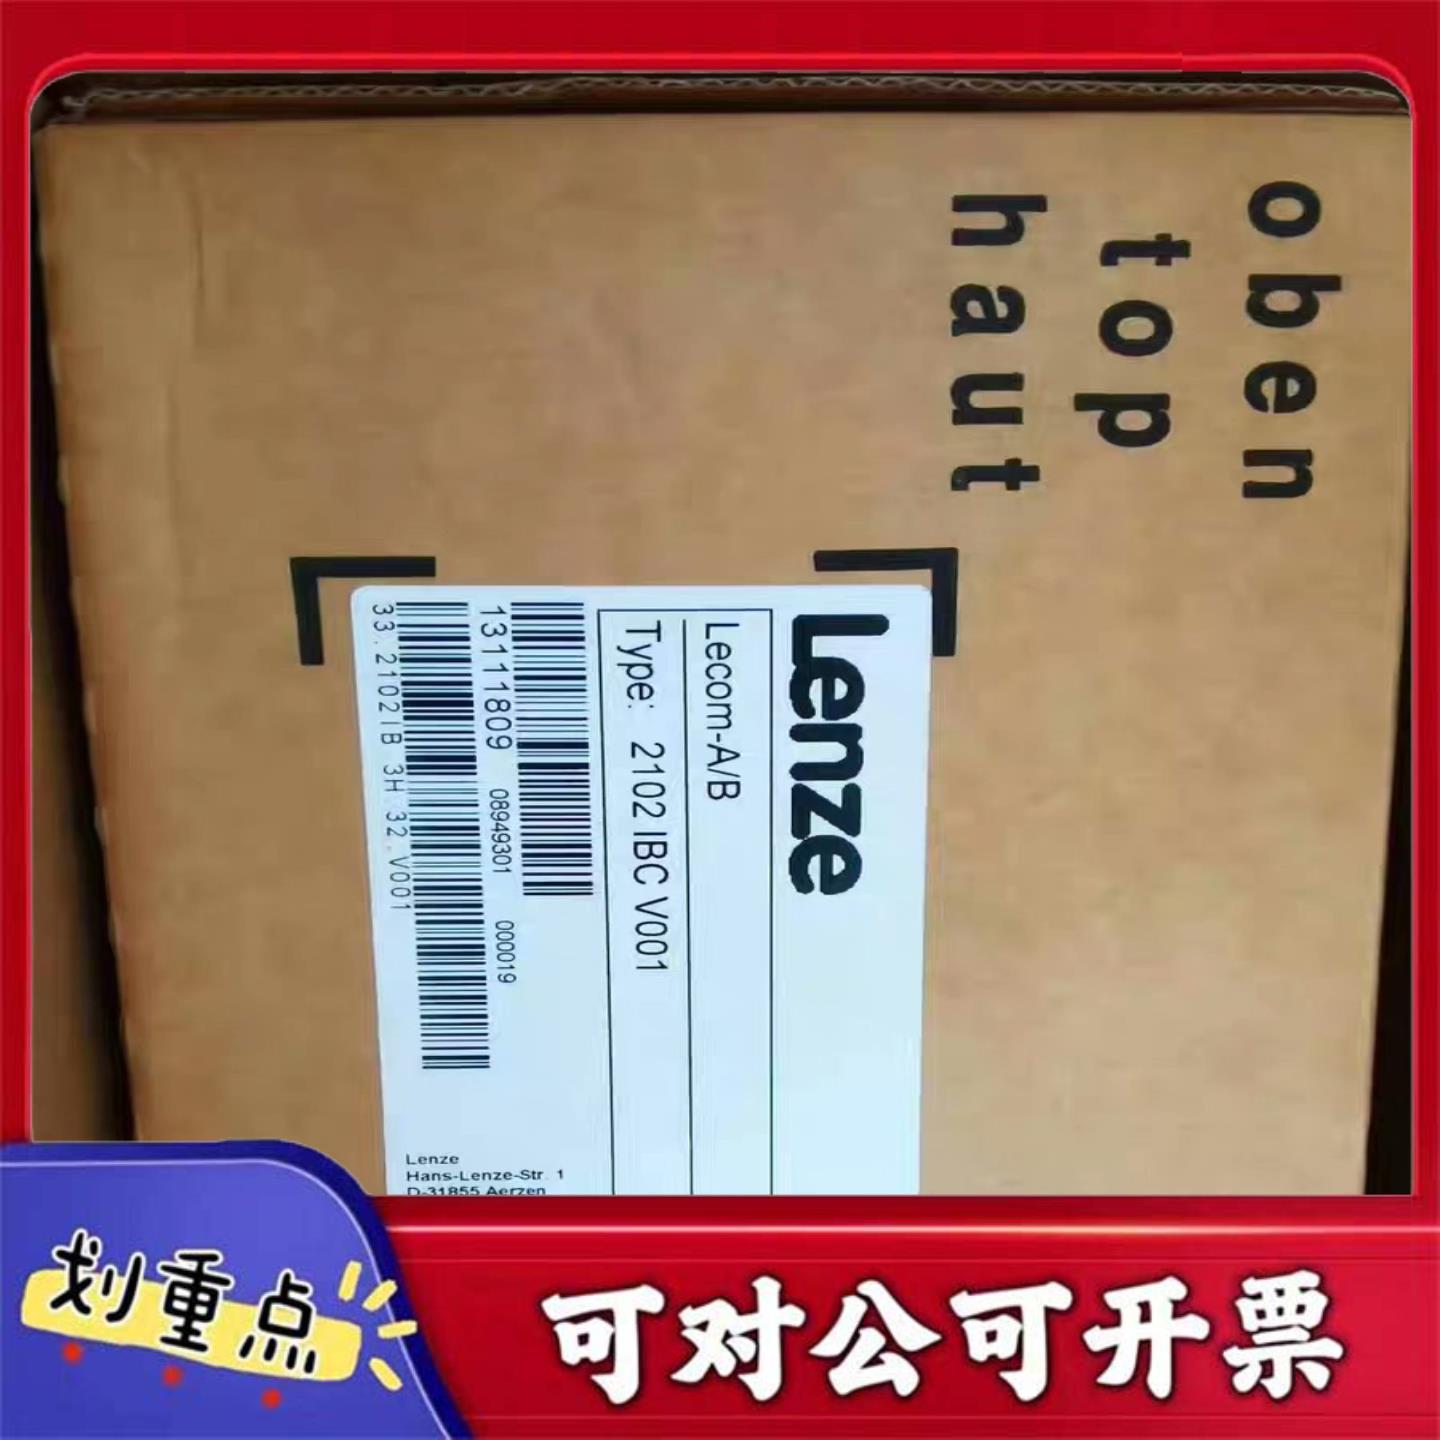 oben
top
haut
Lenze
Lecom-A/B
Type: 2102 IBC V001
13111809 08949301 000019
33.2102IB 3H 32.V001
Lenze
Hans-Lenze-Str. 1
D-31855 Aerzen
划重点
可对公可开票